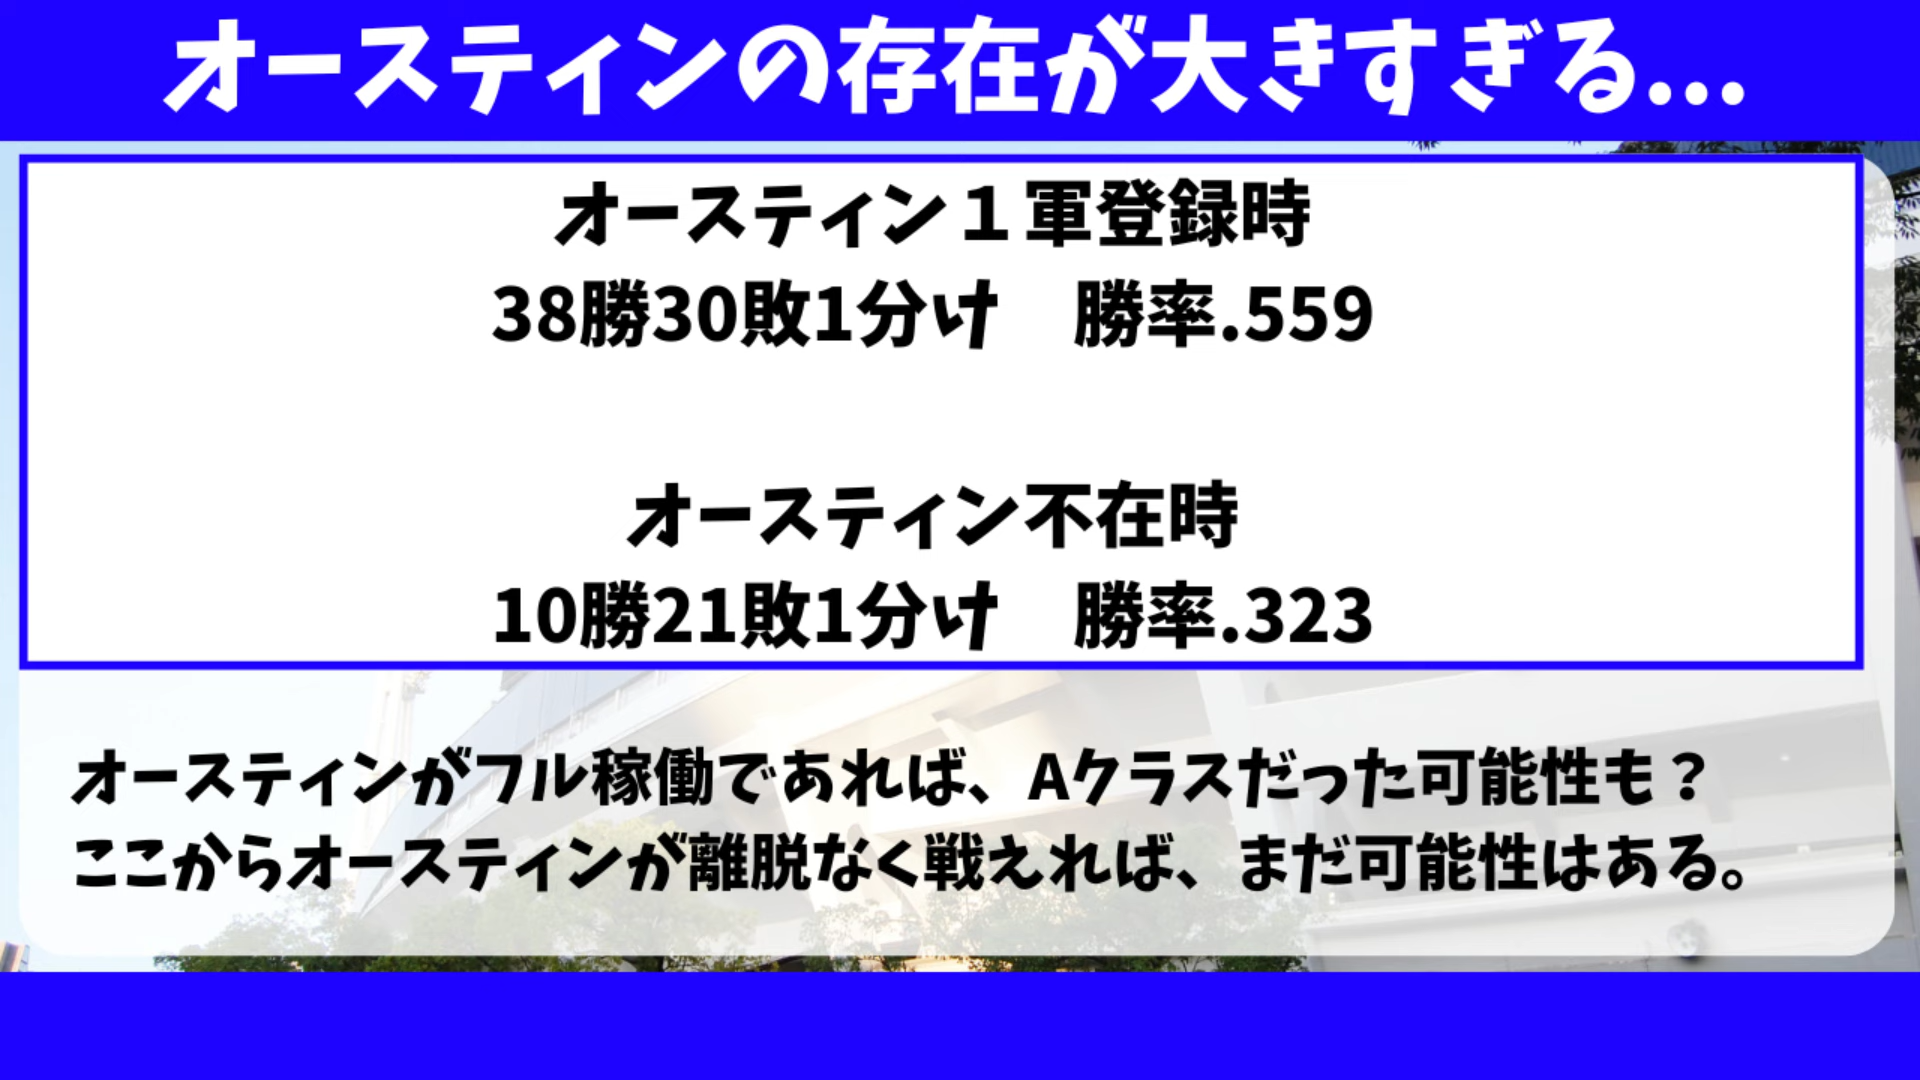 オースティンの存在が大きすぎる...
オースティン１軍登録時
38勝30敗1分け　勝率.559
オースティン不在時
10勝21敗1分け　勝率.323
オースティンがフル稼働であれば、Aクラスだった可能性も？
ここからオースティンが離脱なく戦えれば、まだ可能性はある。